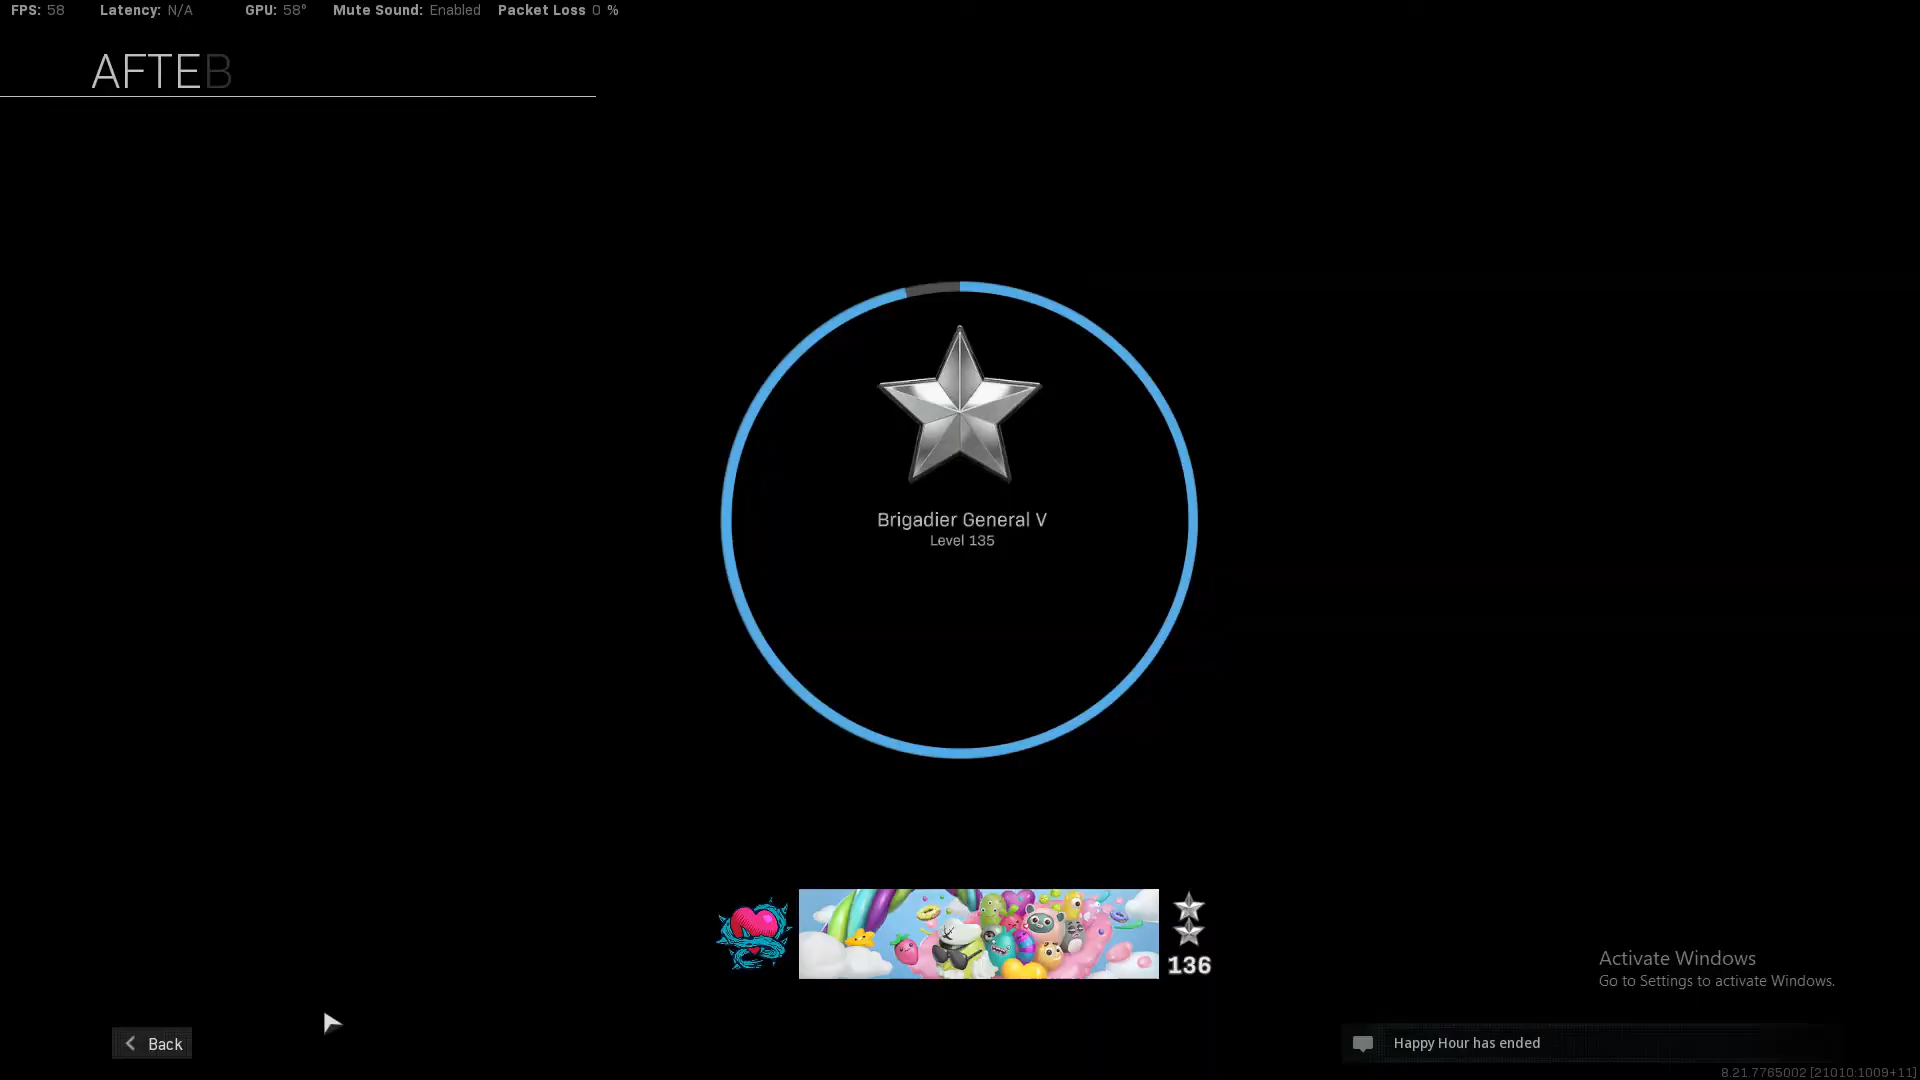 FPS: 58 Latency: N/A GPU: 58° Mute Sound: Enabled Packet Loss 0 %
AFTEB
Brigadier General V
Level 135
136
Activate Windows
Go to Settings to activate Windows.
Back
Happy Hour has ended
8.21.7765002 [21010:1009+11]